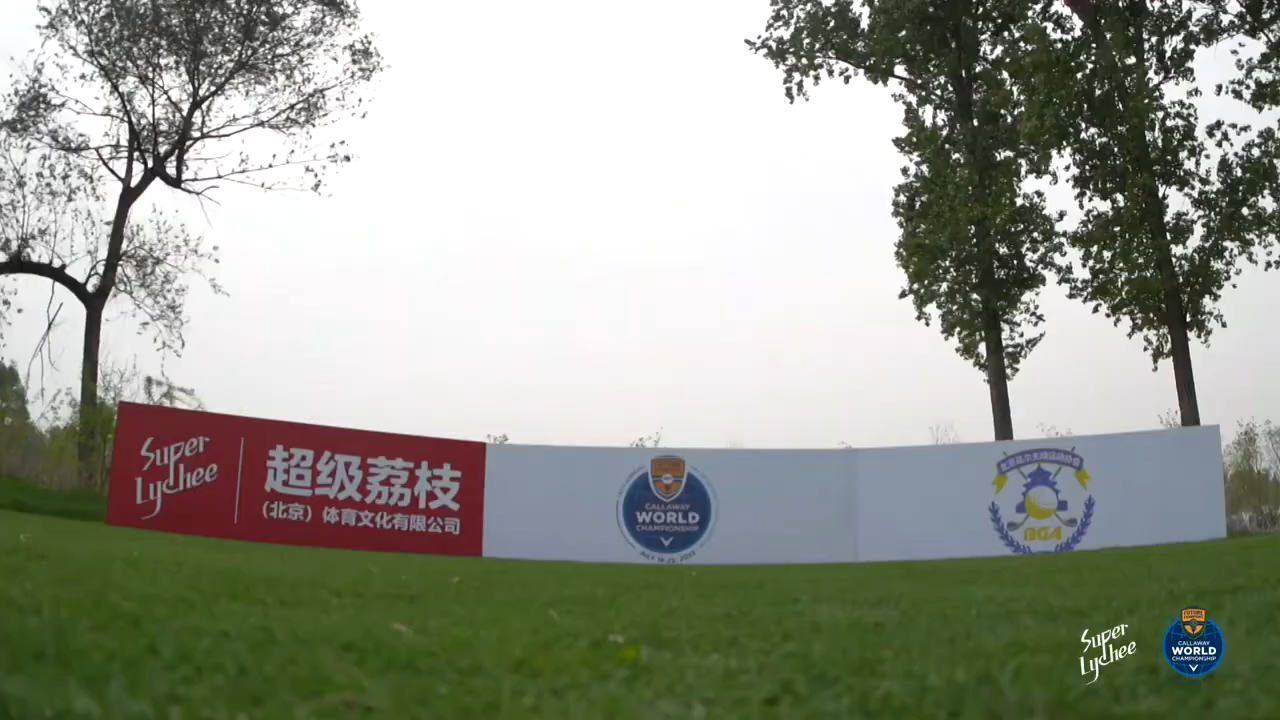 Super
Lychee
超级荔枝
(北京) 体育文化有限公司
CALLAWAY
WORLD
CHAMPIONSHIP
BGA
Super
Lychee
FUTURE
CALLAWAY
WORLD
CHAMPIONSHIP